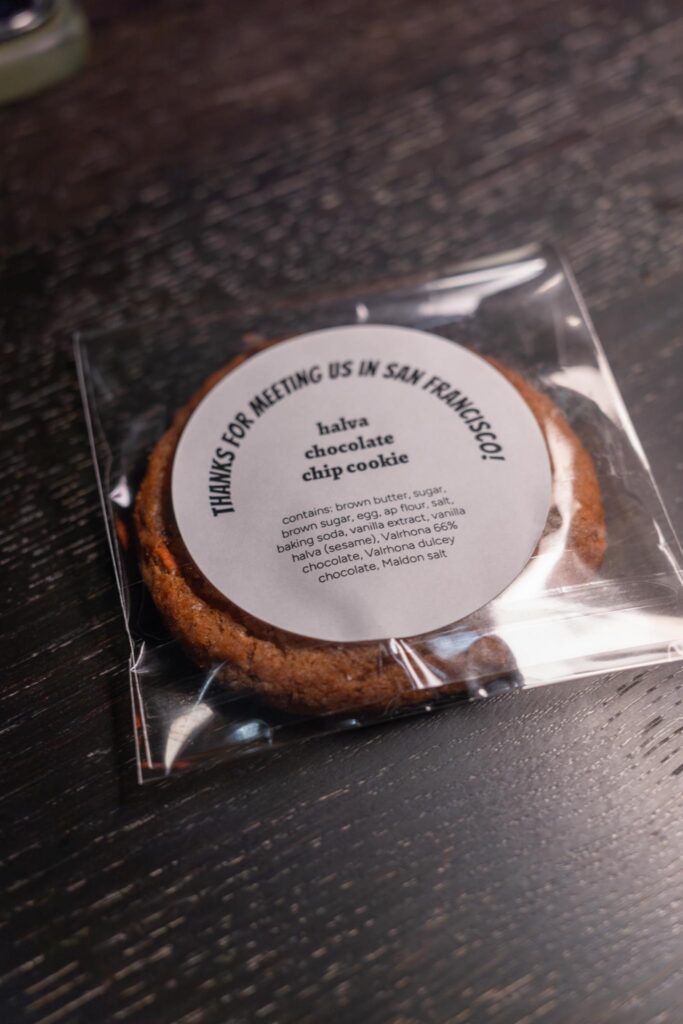 THANKS FOR MEETING US IN SAN FRANCISCO!
halva
chocolate
chip cookie
contains: brown butter, sugar,
brown sugar, egg, ap flour, salt,
baking soda, vanilla extract, vanilla
halva (sesame), Valrhona 66%
chocolate, Valrhona dulcey
chocolate, Maldon salt